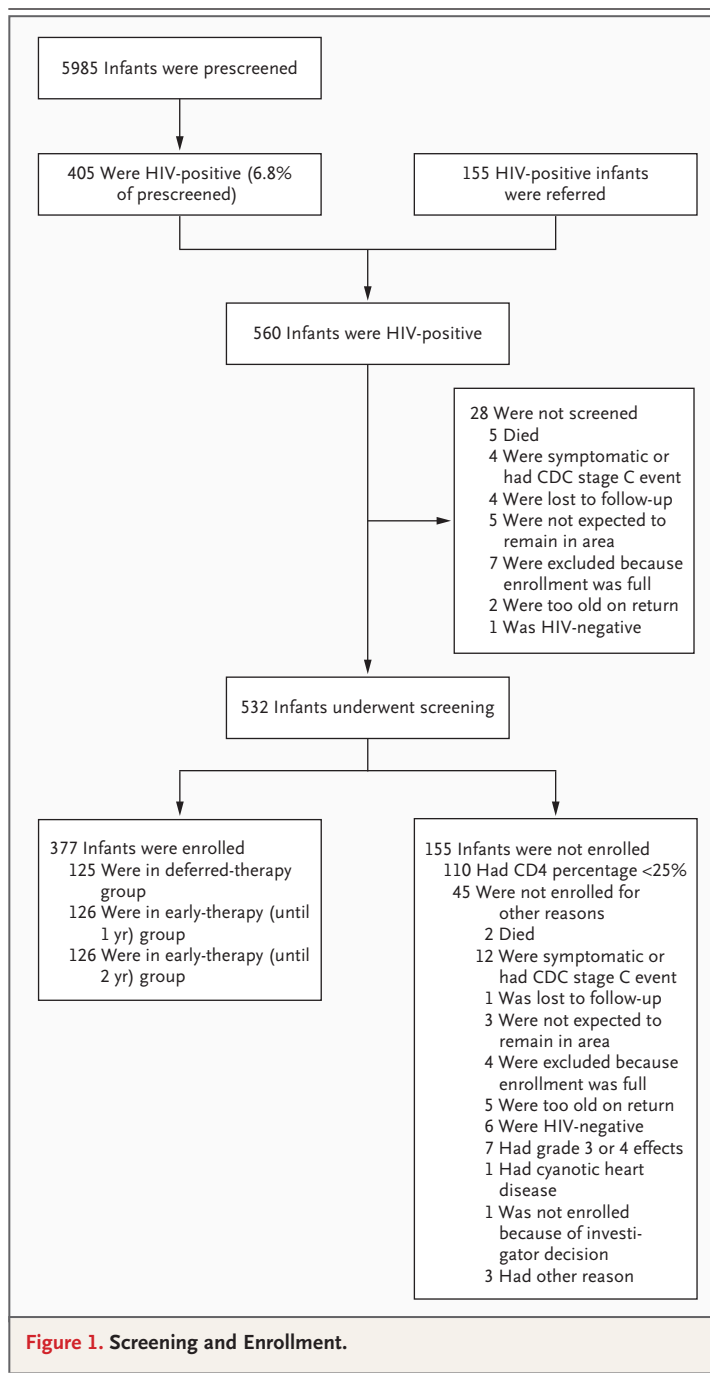 5985 Infants were prescreened
405 Were HIV-positive (6.8%
of prescreened)
155 HIV-positive infants
were referred
560 Infants were HIV-positive
28 Were not screened
5 Died
4 Were symptomatic or
had CDC stage C event
4 Were lost to follow-up
5 Were not expected to
remain in area
7 Were excluded because
enrollment was full
2 Were too old on return
1 Was HIV-negative
532 Infants underwent screening
377 Infants were enrolled
125 Were in deferred-therapy
group
126 Were in early-therapy (until
1 yr) group
126 Were in early-therapy (until
2 yr) group
155 Infants were not enrolled
110 Had CD4 percentage <25%
45 Were not enrolled for
other reasons
2 Died
12 Were symptomatic or
had CDC stage C event
1 Was lost to follow-up
3 Were not expected to
remain in area
4 Were excluded because
enrollment was full
5 Were too old on return
6 Were HIV-negative
7 Had grade 3 or 4 effects
1 Had cyanotic heart
disease
1 Was not enrolled
because of investi-
gator decision
3 Had other reason
Figure 1. Screening and Enrollment.